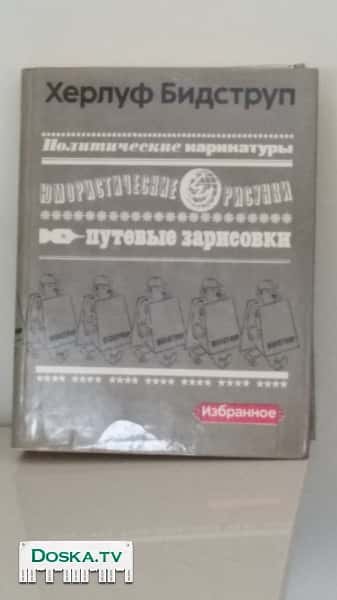 Херлуф Бидструп
Политические карикатуры
ЮМОРИСТИЧЕСКИЕ РИСУНКИ
путевые зарисовки
Избранное
DOSKA.TV